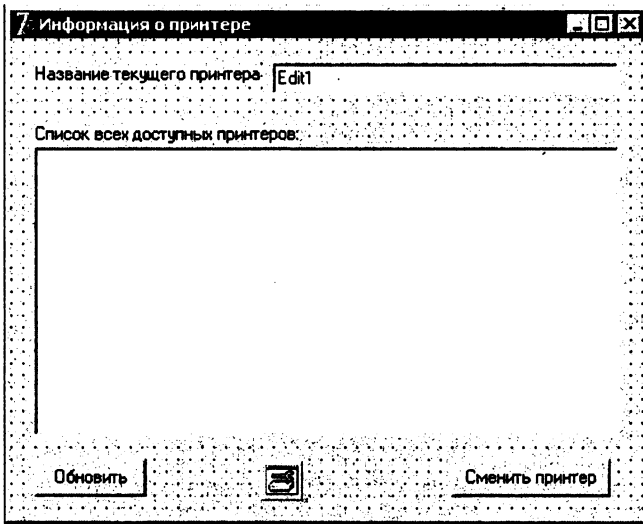 Информация о принтере
Название текущего принтера
Edit1
Список всех доступных принтеров:
Обновить
Сменить принтер